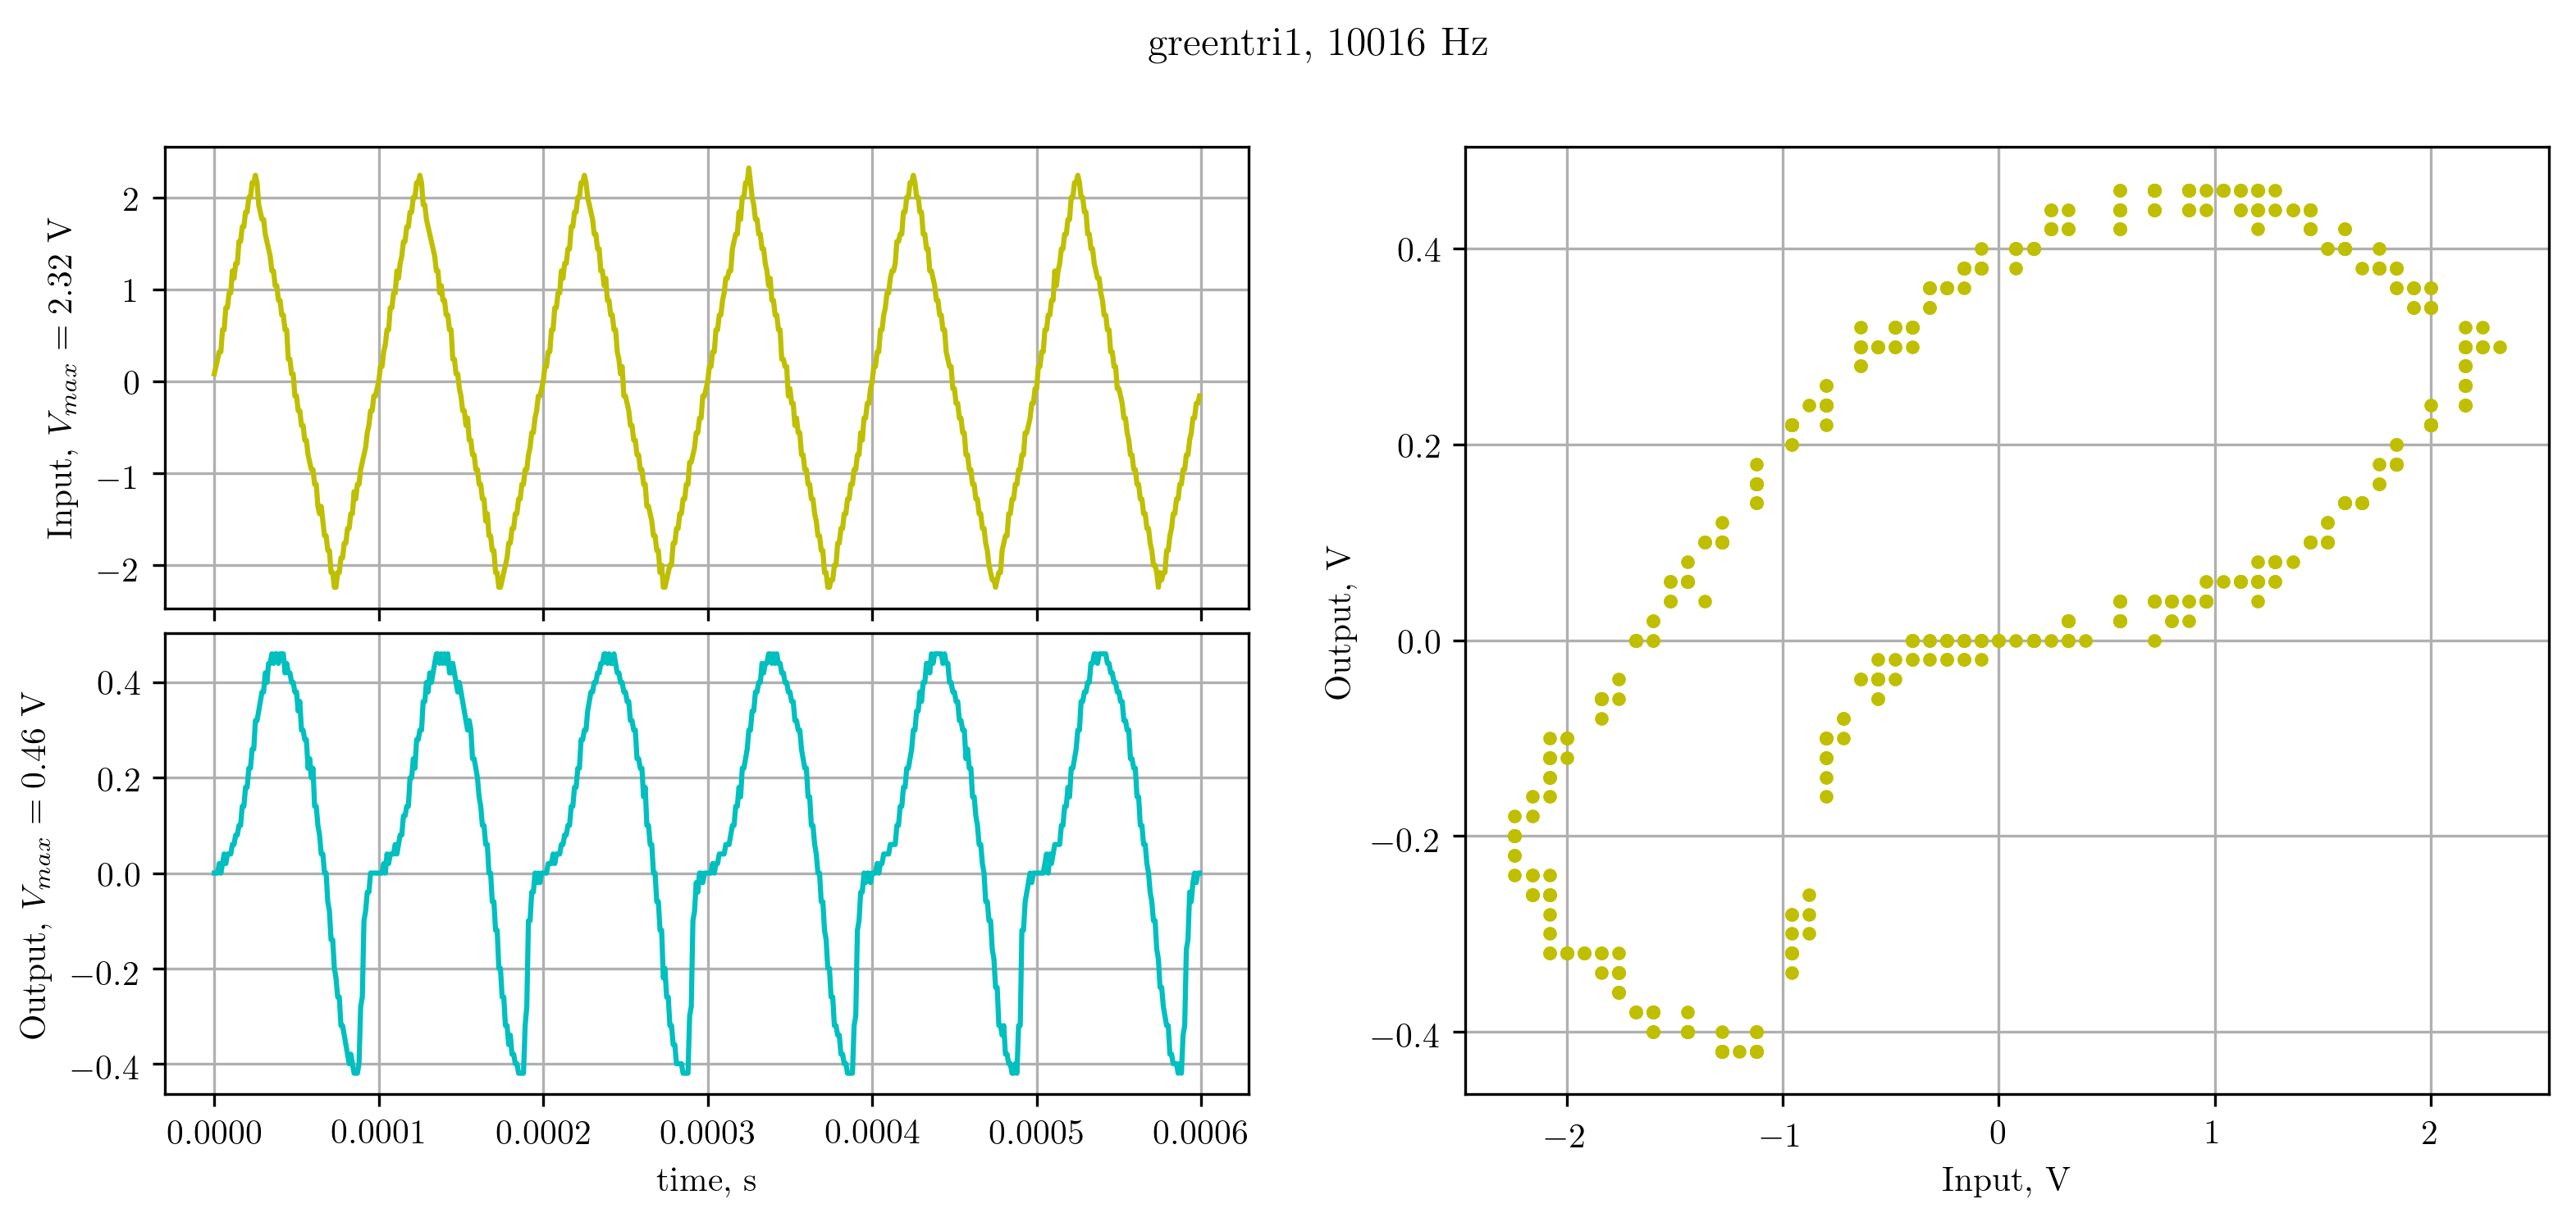 greentri1, 10016 Hz
Input, Vmax = 2.32 V
2
1
0
−1
−2
Output, Vmax = 0.46 V
0.4
0.2
0.0
−0.2
−0.4
0.0000 0.0001 0.0002 0.0003 0.0004 0.0005 0.0006
time, s
Output, V
0.4
0.2
0.0
−0.2
−0.4
−2 −1 0 1 2
Input, V